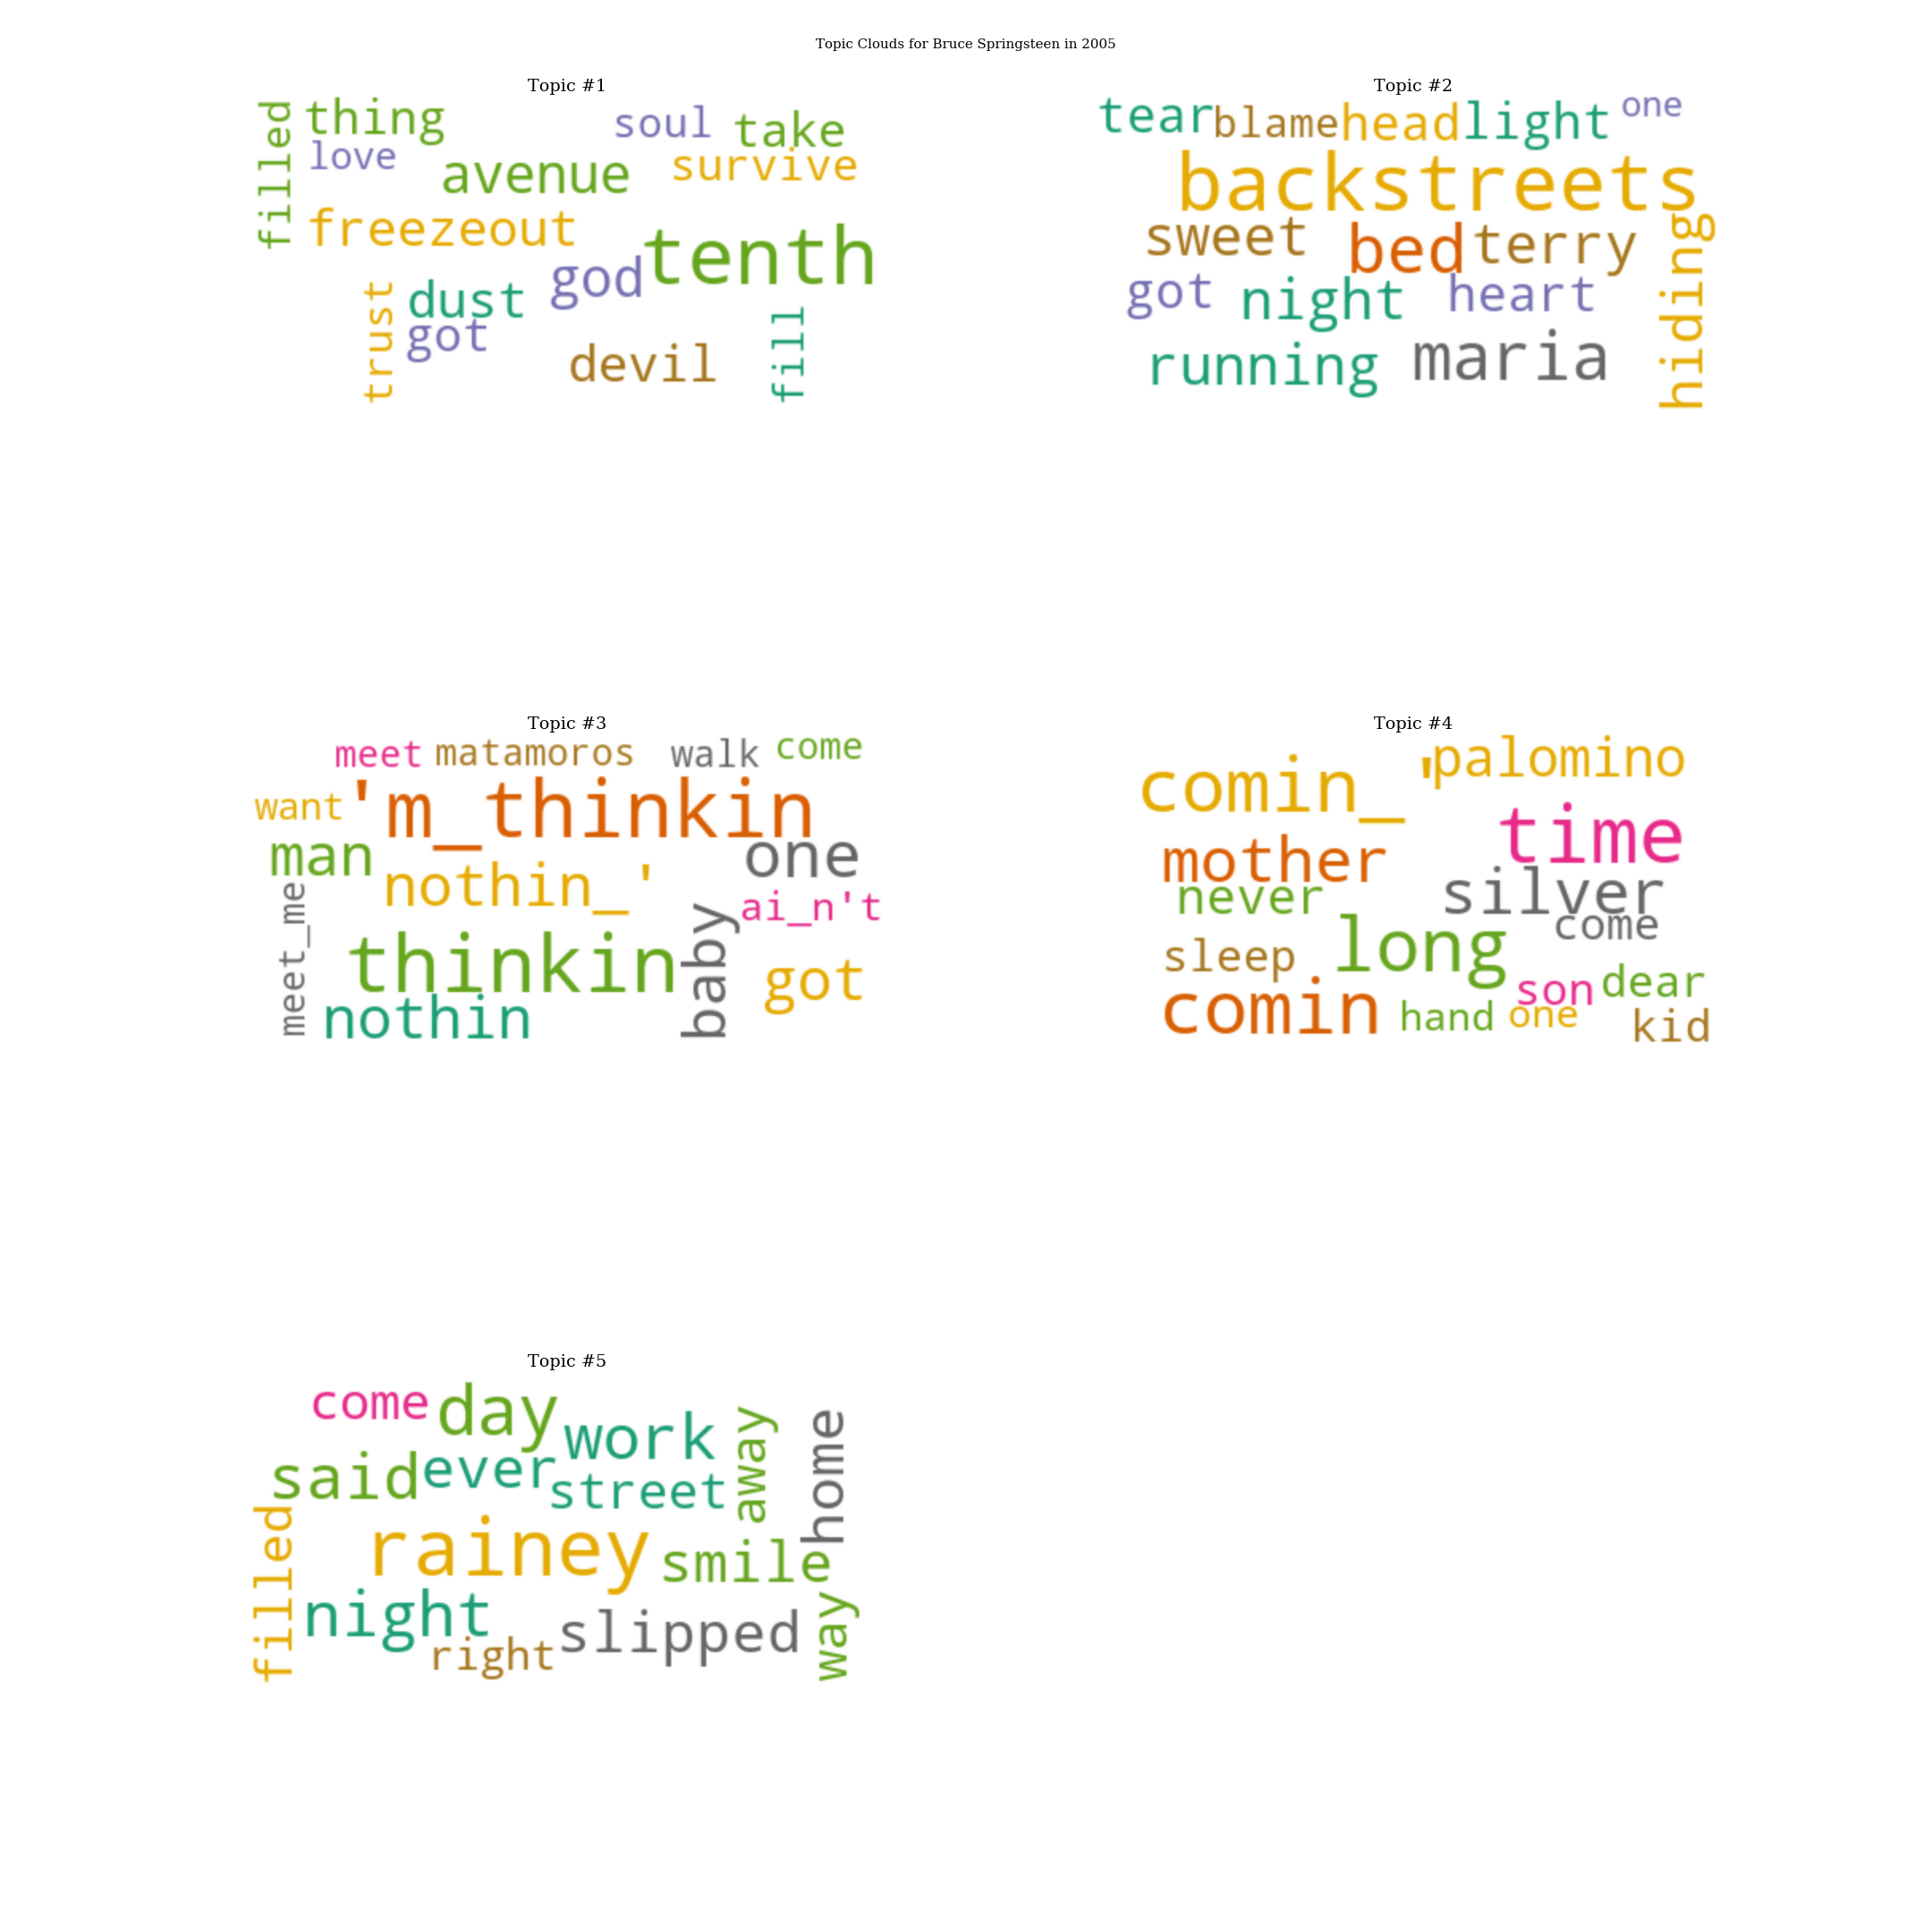 Topic Clouds for Bruce Springsteen in 2005
Topic #1
filled
thing
soul
take
love
avenue
survive
freezeout
tenth
god
trust
dust
got
fill
devil
Topic #2
tear
blame
head
light
one
backstreets
sweet
bed
terry
hiding
got
night
heart
running
maria
Topic #3
meet
matamoros
walk
come
want
'm_thinkin
man
nothin_'
one
meet_me
ai_n't
thinkin
baby
got
nothin
Topic #4
comin_'
palomino
time
mother
never
silver
come
long
sleep
comin
son
dear
hand
one
kid
Topic #5
come
day
work
away
home
said
ever
street
filled
rainey
smile
night
way
right
slipped